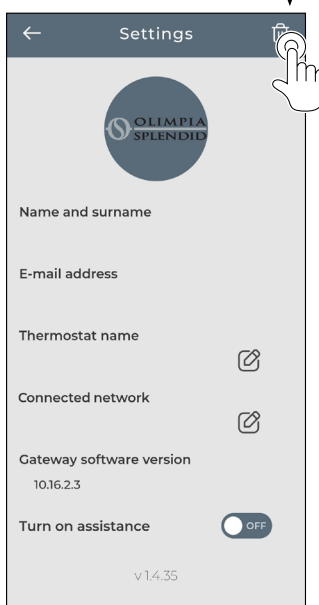 Settings
OLIMPIA
SPLENDID
Name and surname
E-mail address
Thermostat name
Connected network
Gateway software version
10.16.2.3
Turn on assistance
OFF
v 1.4.35